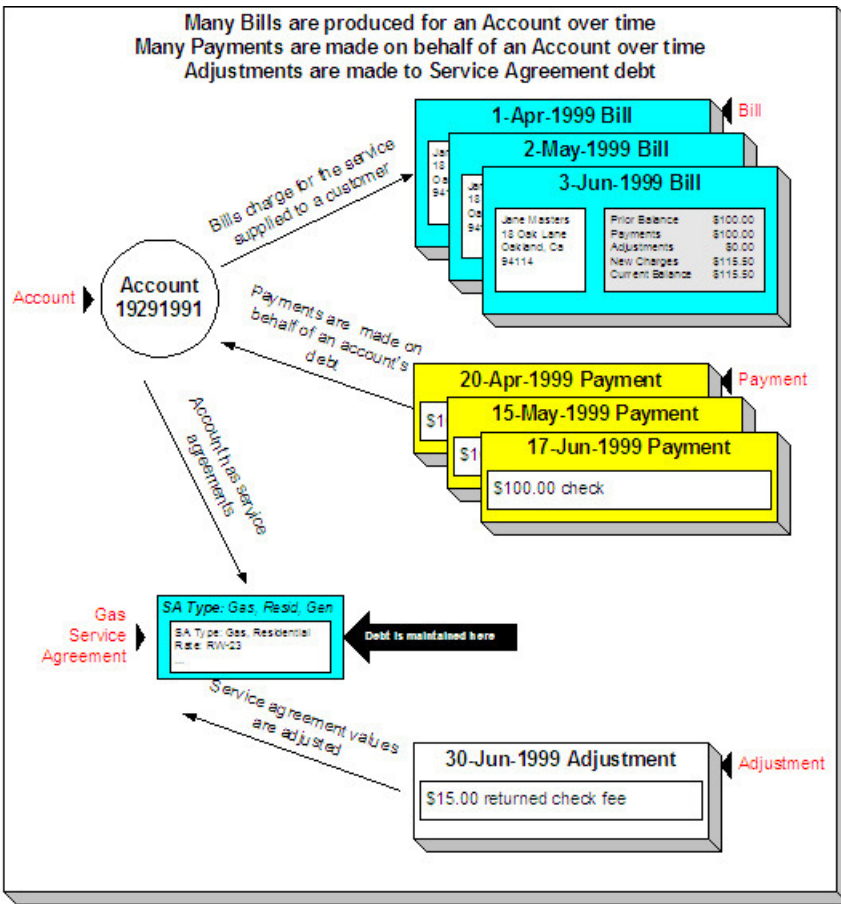 Many Bills are produced for an Account over time
Many Payments are made on behalf of an Account over time
Adjustments are made to Service Agreement debt
1-Apr-1999 Bill
Bill
2-May-1999 Bill
3-Jun-1999 Bill
Jane Masters
18 Oak Lane
Oakland, Ca
94114
Prior Balance $100.00
Payments $100.00
Adjustments $0.00
New Charges $115.50
Current Balance $115.50
Bills charge for the service
supplied to a customer
Account
Account
19291991
Payments are made on
behalf of an account's
debt
20-Apr-1999 Payment
Payment
15-May-1999 Payment
17-Jun-1999 Payment
$100.00 check
Account has service
agreements
Gas
Service
Agreement
SA Type: Gas, Resid, Gen
SA Type: Gas, Residential
Rate: RW-23
...
Debt is maintained here
Service agreement values
are adjusted
30-Jun-1999 Adjustment
Adjustment
$15.00 returned check fee